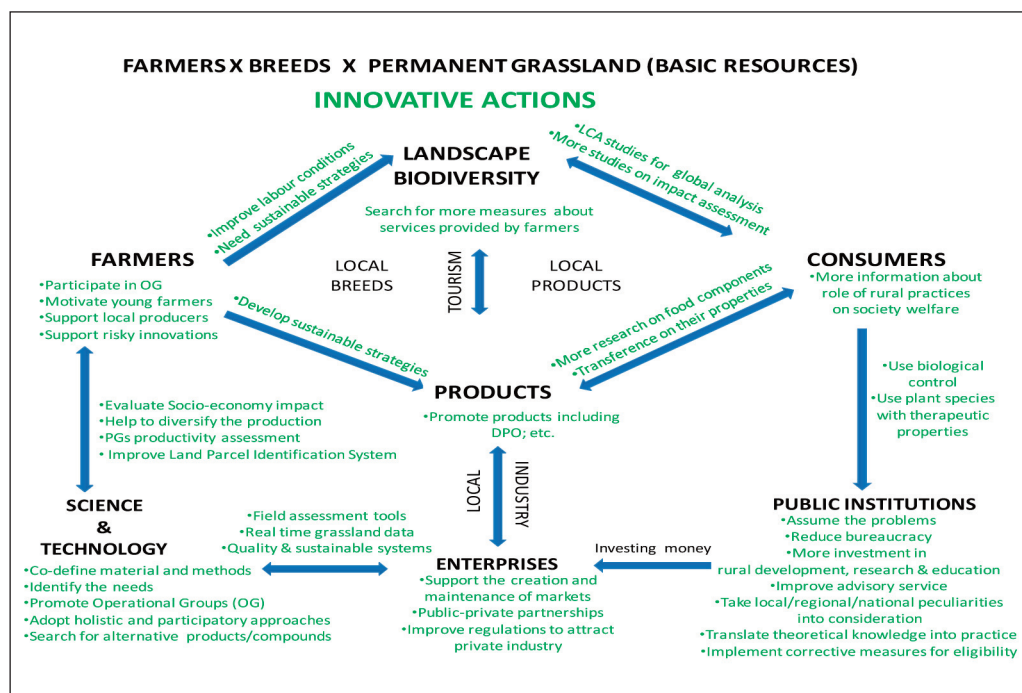 FARMERS X BREEDS X PERMANENT GRASSLAND (BASIC RESOURCES)
INNOVATIVE ACTIONS
•Improve labour conditions
•Need sustainable strategies
LANDSCAPE
BIODIVERSITY
Search for more measures about
services provided by farmers
•LCA studies for global analysis
•More studies on impact assessment
FARMERS
•Participate in OG
•Motivate young farmers
•Support local producers
•Support risky innovations
LOCAL
BREEDS
TOURISM
LOCAL
PRODUCTS
CONSUMERS
•More information about
role of rural practices
on society welfare
•Develop sustainable strategies
•More research on food components
•Transference on their properties
PRODUCTS
•Promote products including
DPO; etc.
•Use biological
control
•Use plant species
with therapeutic
properties
•Evaluate Socio-economy impact
•Help to diversify the production
•PGs productivity assessment
• Improve Land Parcel Identification System
LOCAL
INDUSTRY
SCIENCE
&
TECHNOLOGY
•Co-define material and methods
•Identify the needs
•Promote Operational Groups (OG)
•Adopt holistic and participatory approaches
•Search for alternative products/compounds
•Field assessment tools
•Real time grassland data
•Quality & sustainable systems
ENTERPRISES
•Support the creation and
maintenance of markets
•Public-private partnerships
•Improve regulations to attract
private industry
Investing money
PUBLIC INSTITUTIONS
•Assume the problems
•Reduce bureaucracy
•More investment in
rural development, research & education
•Improve advisory service
•Take local/regional/national peculiarities
into consideration
•Translate theoretical knowledge into practice
•Implement corrective measures for eligibility